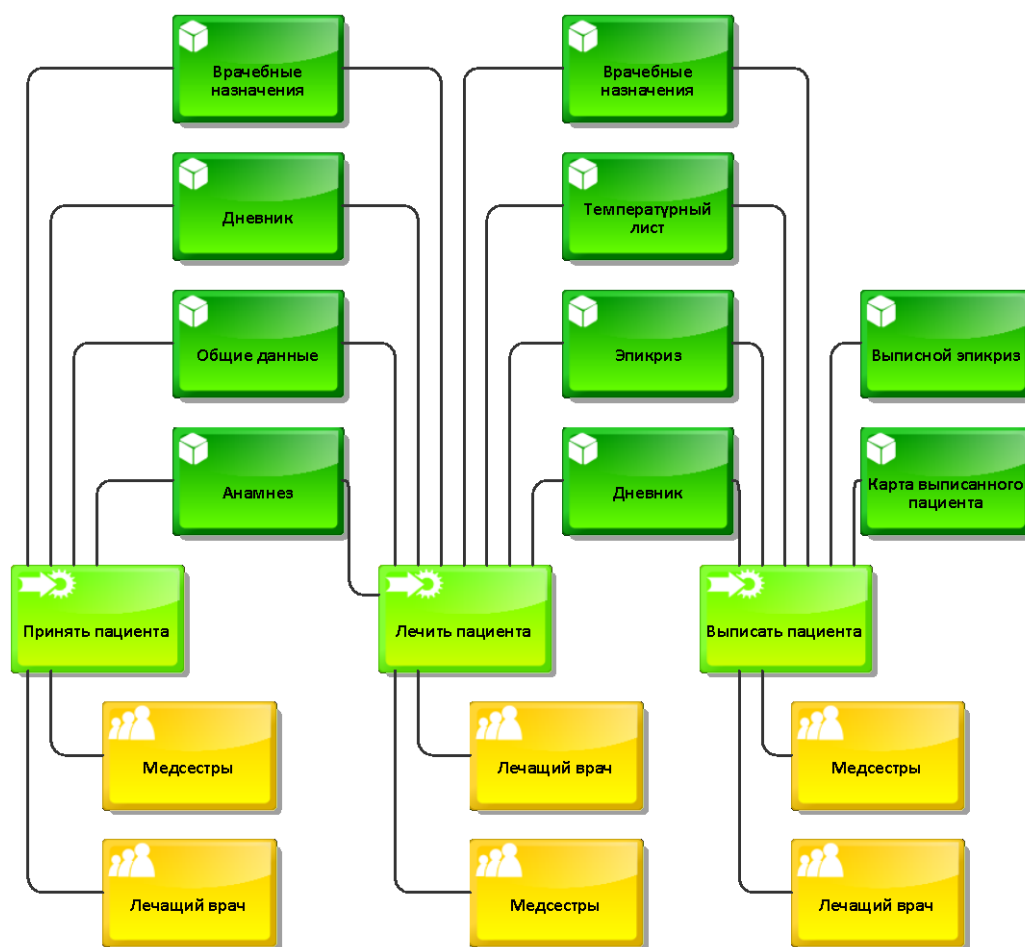 Врачебные
назначения
Врачебные
назначения
Дневник
Температурный
лист
Общие данные
Эпикриз
Выписной эпикриз
Анамнез
Дневник
Карта выписанного
пациента
Принять пациента
Лечить пациента
Выписать пациента
Медсестры
Лечащий врач
Медсестры
Лечащий врач
Медсестры
Лечащий врач